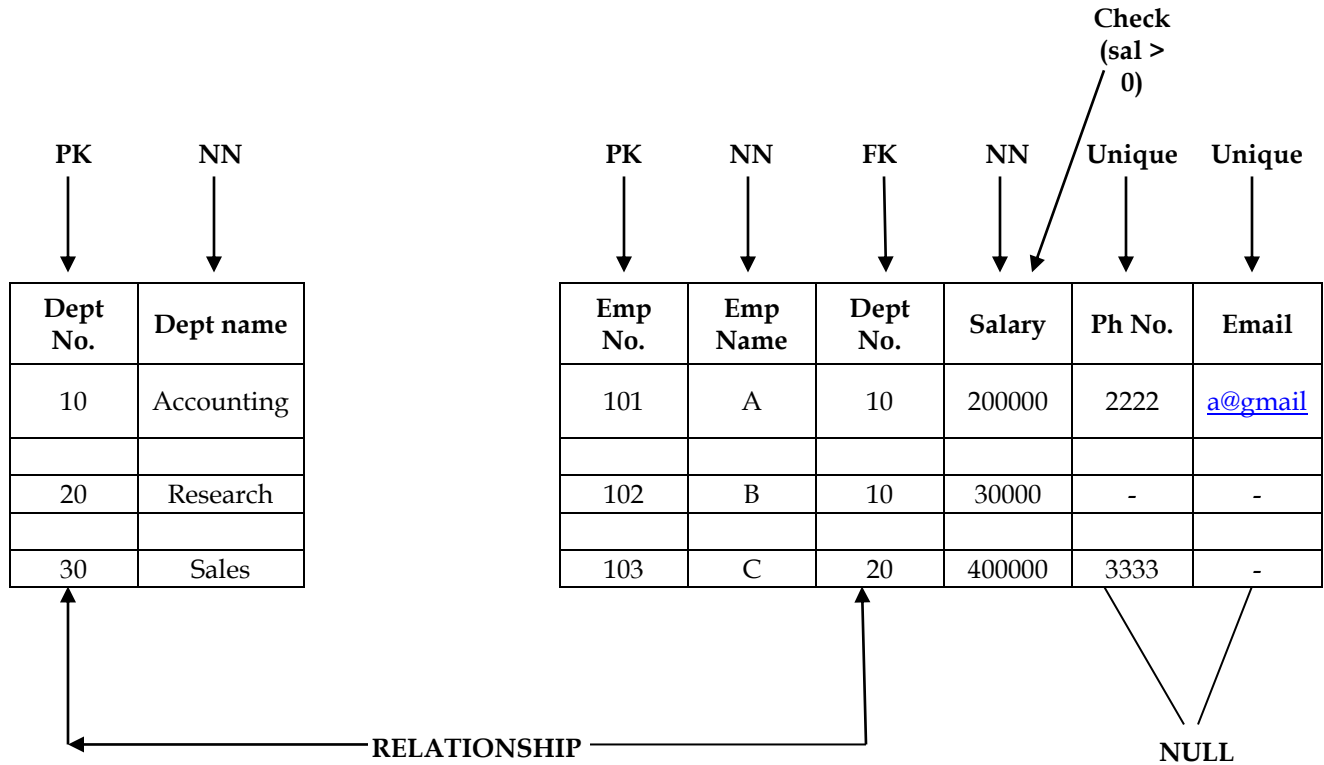 Check
(sal >
0)
PK NN PK NN FK NN Unique Unique
Dept
No.
Dept name
10 Accounting
20 Research
30 Sales
Emp
No.
Emp
Name
Dept
No.
Salary
Ph No.
Email
101 A 10 200000 2222 a@gmail
102 B 10 30000 - -
103 C 20 400000 3333 -
RELATIONSHIP
NULL